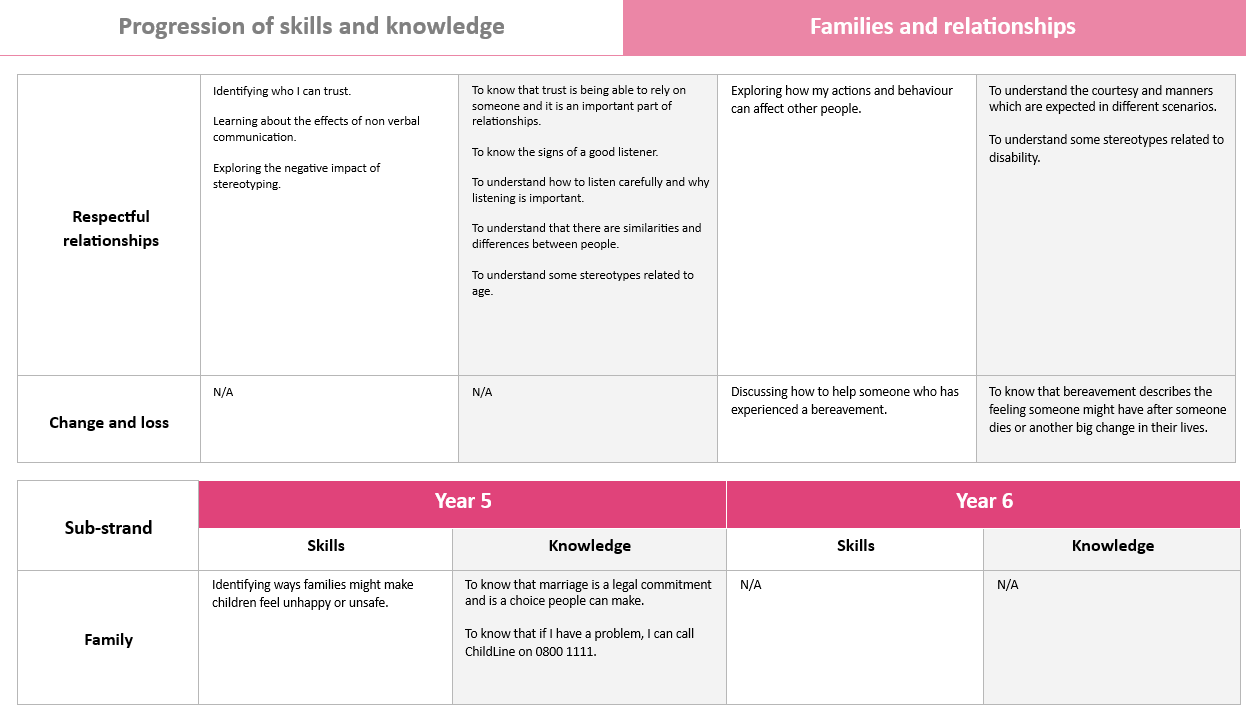 Progression of skills and knowledge
Families and relationships
Respectful
relationships
Identifying who I can trust.
Learning about the effects of non verbal
communication.
Exploring the negative impact of
stereotyping.
To know that trust is being able to rely on
someone and it is an important part of
relationships.
To know the signs of a good listener.
To understand how to listen carefully and why
listening is important.
To understand that there are similarities and
differences between people.
To understand some stereotypes related to
age.
Exploring how my actions and behaviour
can affect other people.
To understand the courtesy and manners
which are expected in different scenarios.
To understand some stereotypes related to
disability.
Change and loss
N/A
N/A
Discussing how to help someone who has
experienced a bereavement.
To know that bereavement describes the
feeling someone might have after someone
dies or another big change in their lives.
Sub-strand
Year 5
Year 6
Skills
Knowledge
Skills
Knowledge
Family
Identifying ways families might make
children feel unhappy or unsafe.
To know that marriage is a legal commitment
and is a choice people can make.
To know that if I have a problem, I can call
ChildLine on 0800 1111.
N/A
N/A